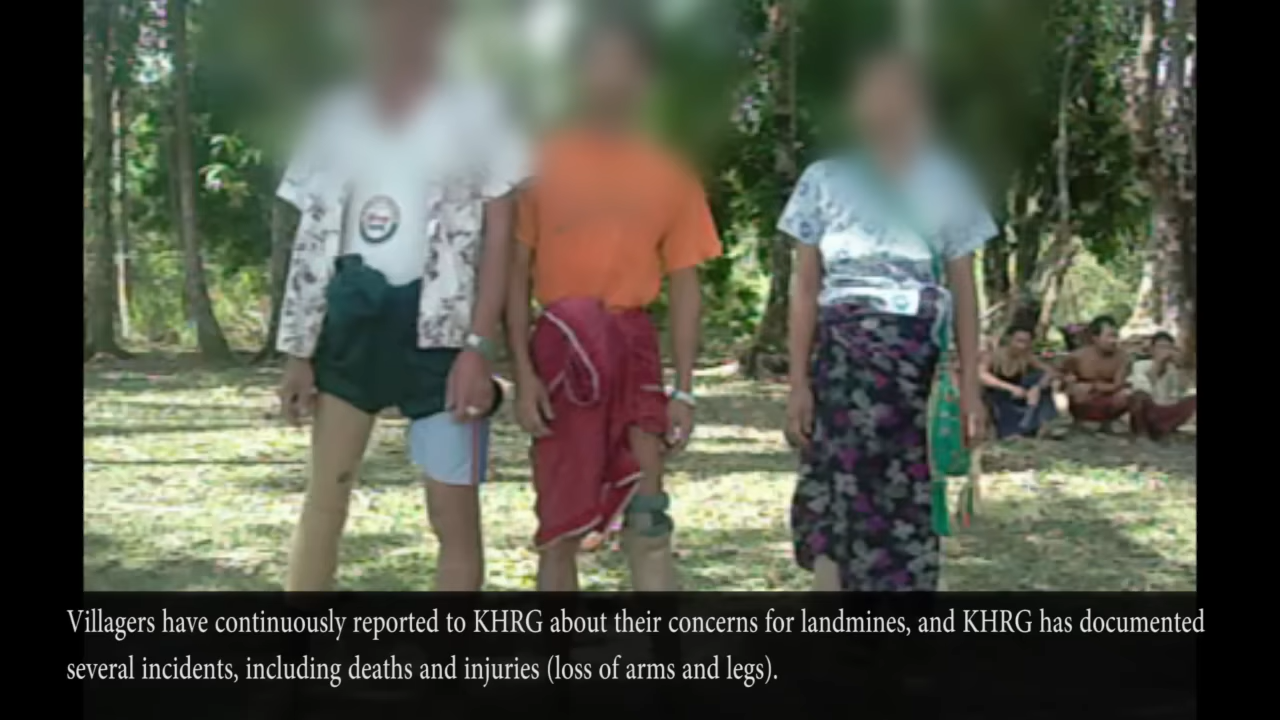 Villagers have continuously reported to KHRG about their concerns for landmines, and KHRG has documented
several incidents, including deaths and injuries (loss of arms and legs).